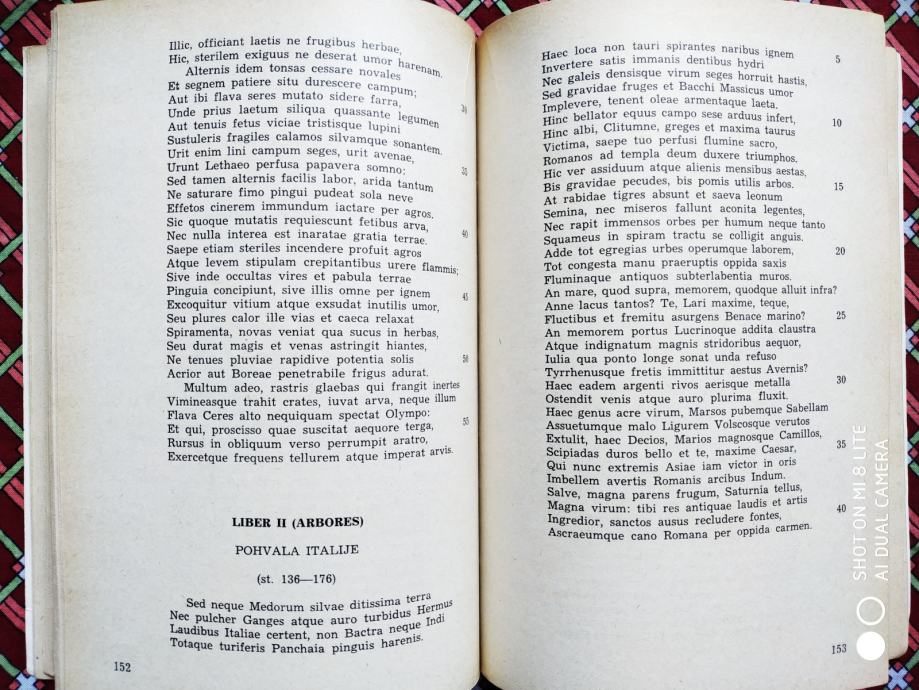 Illic, officiant laetis ne frugibus herbae,
Hic, sterilem exiguus ne deserat umor harenam.
Alternis idem tonsas cessare novales
Et segnem patiere situ durescere campum;
Aut ibi flava seres mutato sidere farra,
Unde prius laetum siliqua quassante legumen 30
Aut tenuis fetus viciae tristisque lupini
Sustuleris fragiles calamos silvamque sonantem.
Urit enim lini campum seges, urit avenae,
Urunt Lethaeo perfusa papavera somno;
Sed tamen alternis facilis labor, arida tantum 35
Ne saturare fimo pingui pudeat sola neve
Effetos cinerem immundum iactare per agros.
Sic quoque mutatis requiescunt fetibus arva,
Nec nulla interea est inaratae gratia terrae. 40
Saepe etiam steriles incendere profuit agros
Atque levem stipulam crepitantibus urere flammis;
Sive inde occultas vires et pabula terrae
Pinguia concipiunt, sive illis omne per ignem
Excoquitur vitium atque exsudat inutilis umor, 45
Seu plures calor ille vias et caeca relaxat
Spiramenta, novas veniat qua sucus in herbas,
Seu durat magis et venas astringit hiantes,
Ne tenues pluviae rapidive potentia solis 50
Acrior aut Boreae penetrabile frigus adurat.
Multum adeo, rastris glaebas qui frangit inertes
Vimineasque trahit crates, iuvat arva, neque illum
Flava Ceres alto nequiquam spectat Olympo:
Et qui, proscisso quae suscitat aequore terga, 55
Rursus in obliquum verso perrumpit aratro,
Exercetque frequens tellurem atque imperat arvis.
LIBER II (ARBORES)
POHVALA ITALIJE
(st. 136—176)
Sed neque Medorum silvae ditissima terra
Nec pulcher Ganges atque auro turbidus Hermus
Laudibus Italiae certent, non Bactra neque Indi
Totaque turiferis Panchaia pinguis harenis.
152
Haec loca non tauri spirantes naribus ignem 5
Invertere satis immanis dentibus hydri
Nec galeis densisque virum seges horruit hastis,
Sed gravidae fruges et Bacchi Massicus umor
Implevere, tenent oleae armentaque laeta.
Hinc bellator equus campo sese arduus infert, 10
Hinc albi, Clitumne, greges et maxima taurus
Victima, saepe tuo perfusi flumine sacro,
Romanos ad templa deum duxere triumphos.
Hic ver assiduum atque alienis mensibus aestas,
Bis gravidae pecudes, bis pomis utilis arbos. 15
At rabidae tigres absunt et saeva leonum
Semina, nec miseros fallunt aconita legentes,
Nec rapit immensos orbes per humum neque tanto
Squameus in spiram tractu se colligit anguis.
Adde tot egregias urbes operumque laborem, 20
Tot congesta manu praeruptis oppida saxis
Fluminaque antiquos subterlabentia muros.
An mare, quod supra, memorem, quodque alluit infra?
Anne lacus tantos? Te, Lari maxime, teque,
Fluctibus et fremitu asurgens Benace marino? 25
An memorem portus Lucrinoque addita claustra
Atque indignatum magnis stridoribus aequor,
Iulia qua ponto longe sonat unda refuso
Tyrrhenusque fretis immittitur aestus Avernis?
Haec eadem argenti rivos aerisque metalla 30
Ostendit venis atque auro plurima fluxit.
Haec genus acre virum, Marsos pubemque Sabellam
Assuetumque malo Ligurem Volscosque verutos
Extulit, haec Decios, Marios magnosque Camillos,
Scipiadas duros bello et te, maxime Caesar, 35
Qui nunc extremis Asiae iam victor in oris
Imbellem avertis Romanis arcibus Indum.
Salve, magna parens frugum, Saturnia tellus,
Magna virum: tibi res antiquae laudis et artis
Ingredior, sanctos ausus recludere fontes, 40
Ascraeumque cano Romana per oppida carmen.
153
SHOT ON MI 8 LITE
AI DUAL CAMERA